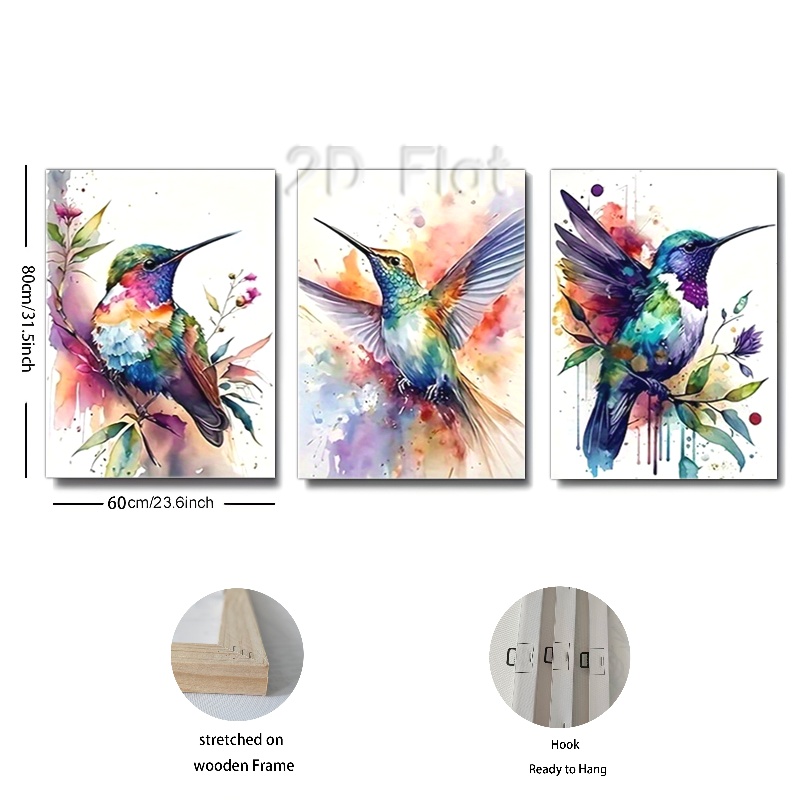 2D Flat
80cm/31.5inch
60cm/23.6inch
stretched on
wooden Frame
Hook
Ready to Hang